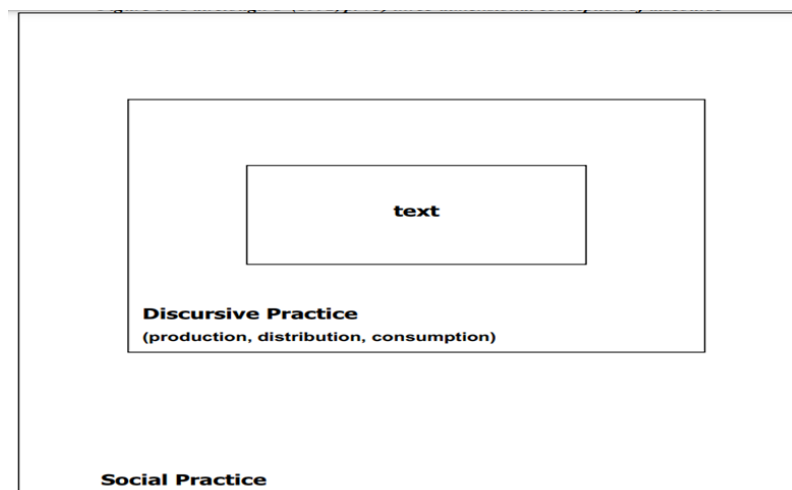 text
Discursive Practice
(production, distribution, consumption)
Social Practice